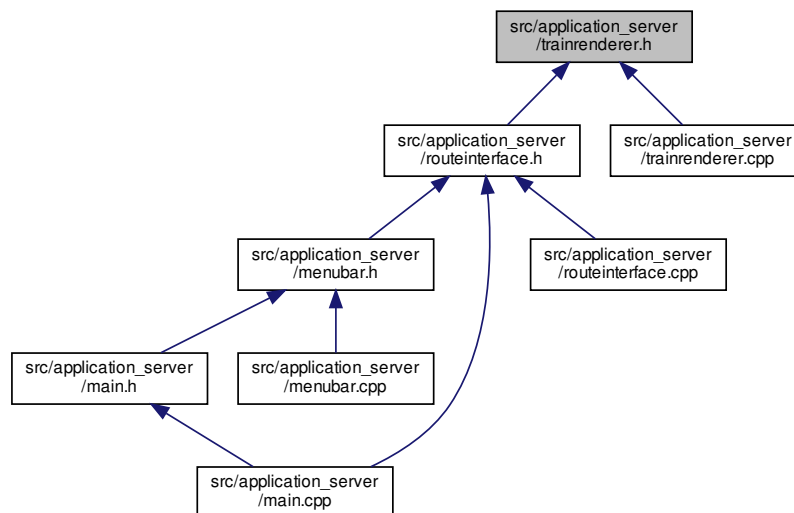 src/application_server
/trainrenderer.h
src/application_server
/routeinterface.h
src/application_server
/trainrenderer.cpp
src/application_server
/menubar.h
src/application_server
/routeinterface.cpp
src/application_server
/main.h
src/application_server
/menubar.cpp
src/application_server
/main.cpp